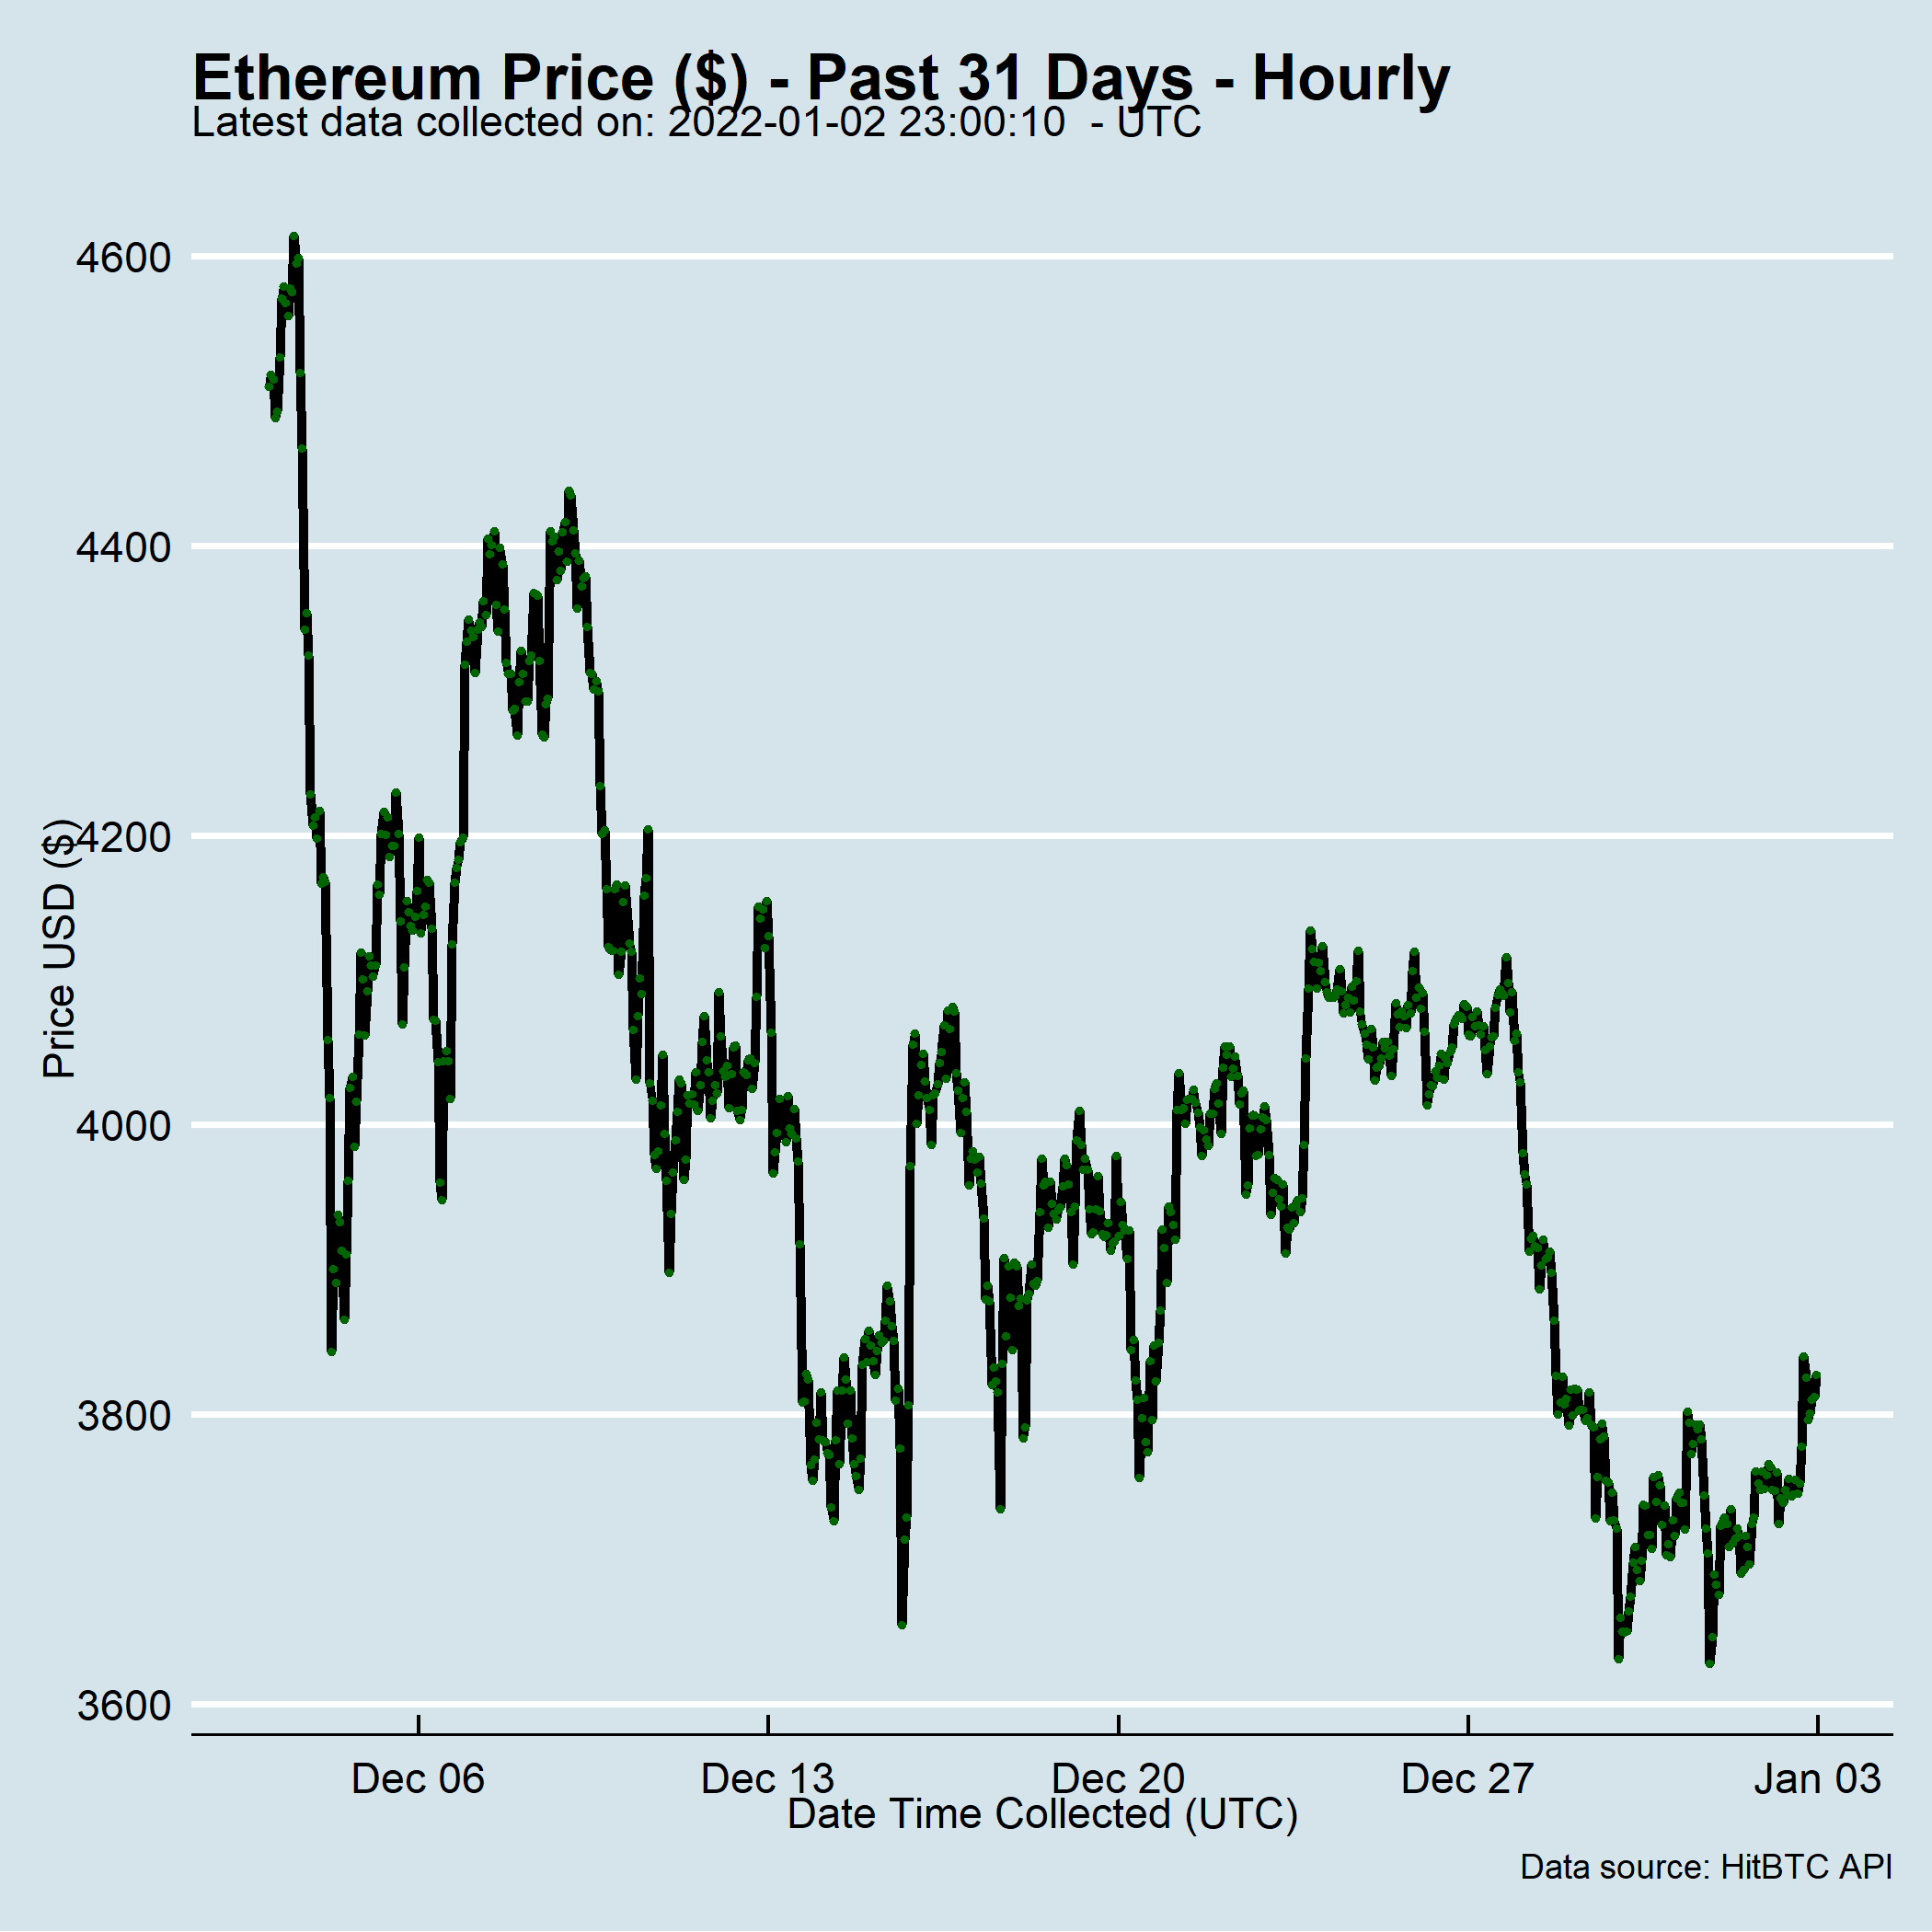 Ethereum Price ($) - Past 31 Days - Hourly
Latest data collected on: 2022-01-02 23:00:10  - UTC
4600
4400
4200
4000
3800
3600
Price USD ($)
Dec 06
Dec 13
Dec 20
Dec 27
Jan 03
Date Time Collected (UTC)
Data source: HitBTC API